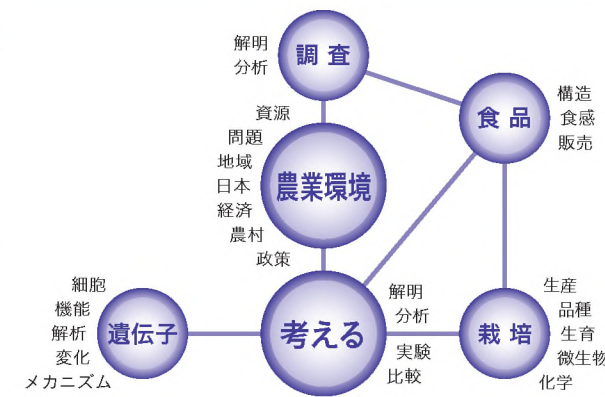 解明
分析
調査
構造
食感
販売
食品
資源
問題
地域
日本
経済
農村
政策
農業環境
細胞
機能
解析
変化
メカニズム
遺伝子
考える
解明
分析
実験
比較
栽培
生産
品種
生育
微生物
化学